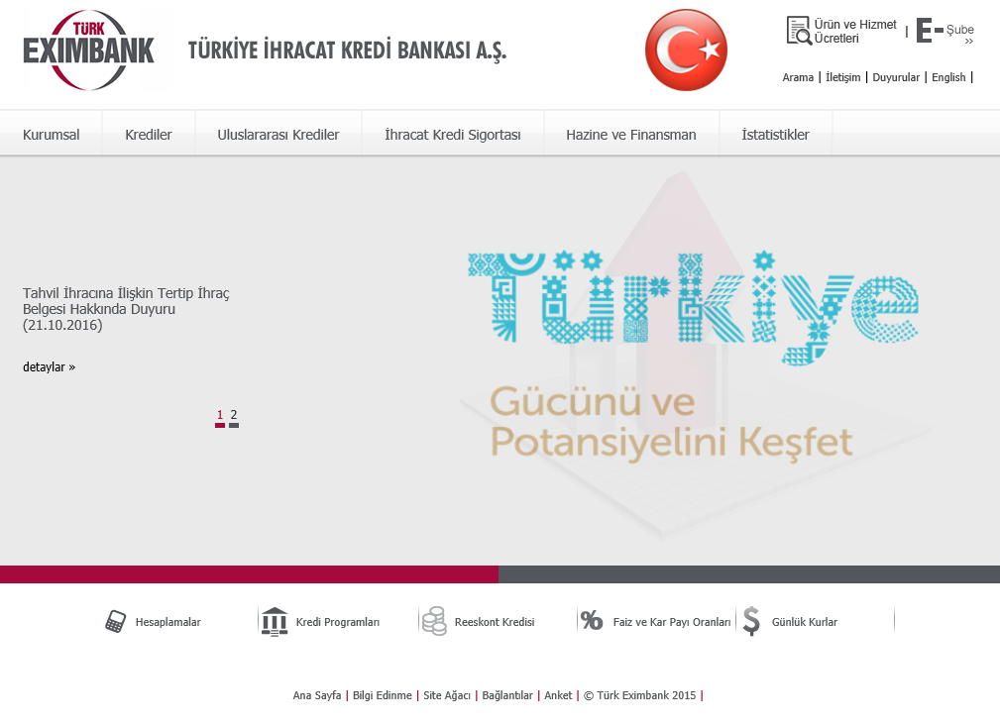 TÜRK
EXIMBANK
TÜRKİYE İHRACAT KREDİ BANKASI A.Ş.
Ürün ve Hizmet
Ücretleri
|
E-Şube
»
Arama | İletişim | Duyurular | English |
Kurumsal
Krediler
Uluslararası Krediler
İhracat Kredi Sigortası
Hazine ve Finansman
İstatistikler
Tahvil İhracına İlişkin Tertip İhraç
Belgesi Hakkında Duyuru
(21.10.2016)
detaylar »
1 2
Türkiye
Gücünü ve
Potansiyelini Keşfet
Hesaplamalar
Kredi Programları
Reeskont Kredisi
% Faiz ve Kar Payı Oranları
$ Günlük Kurlar
Ana Sayfa | Bilgi Edinme | Site Ağacı | Bağlantılar | Anket | © Türk Eximbank 2015 |